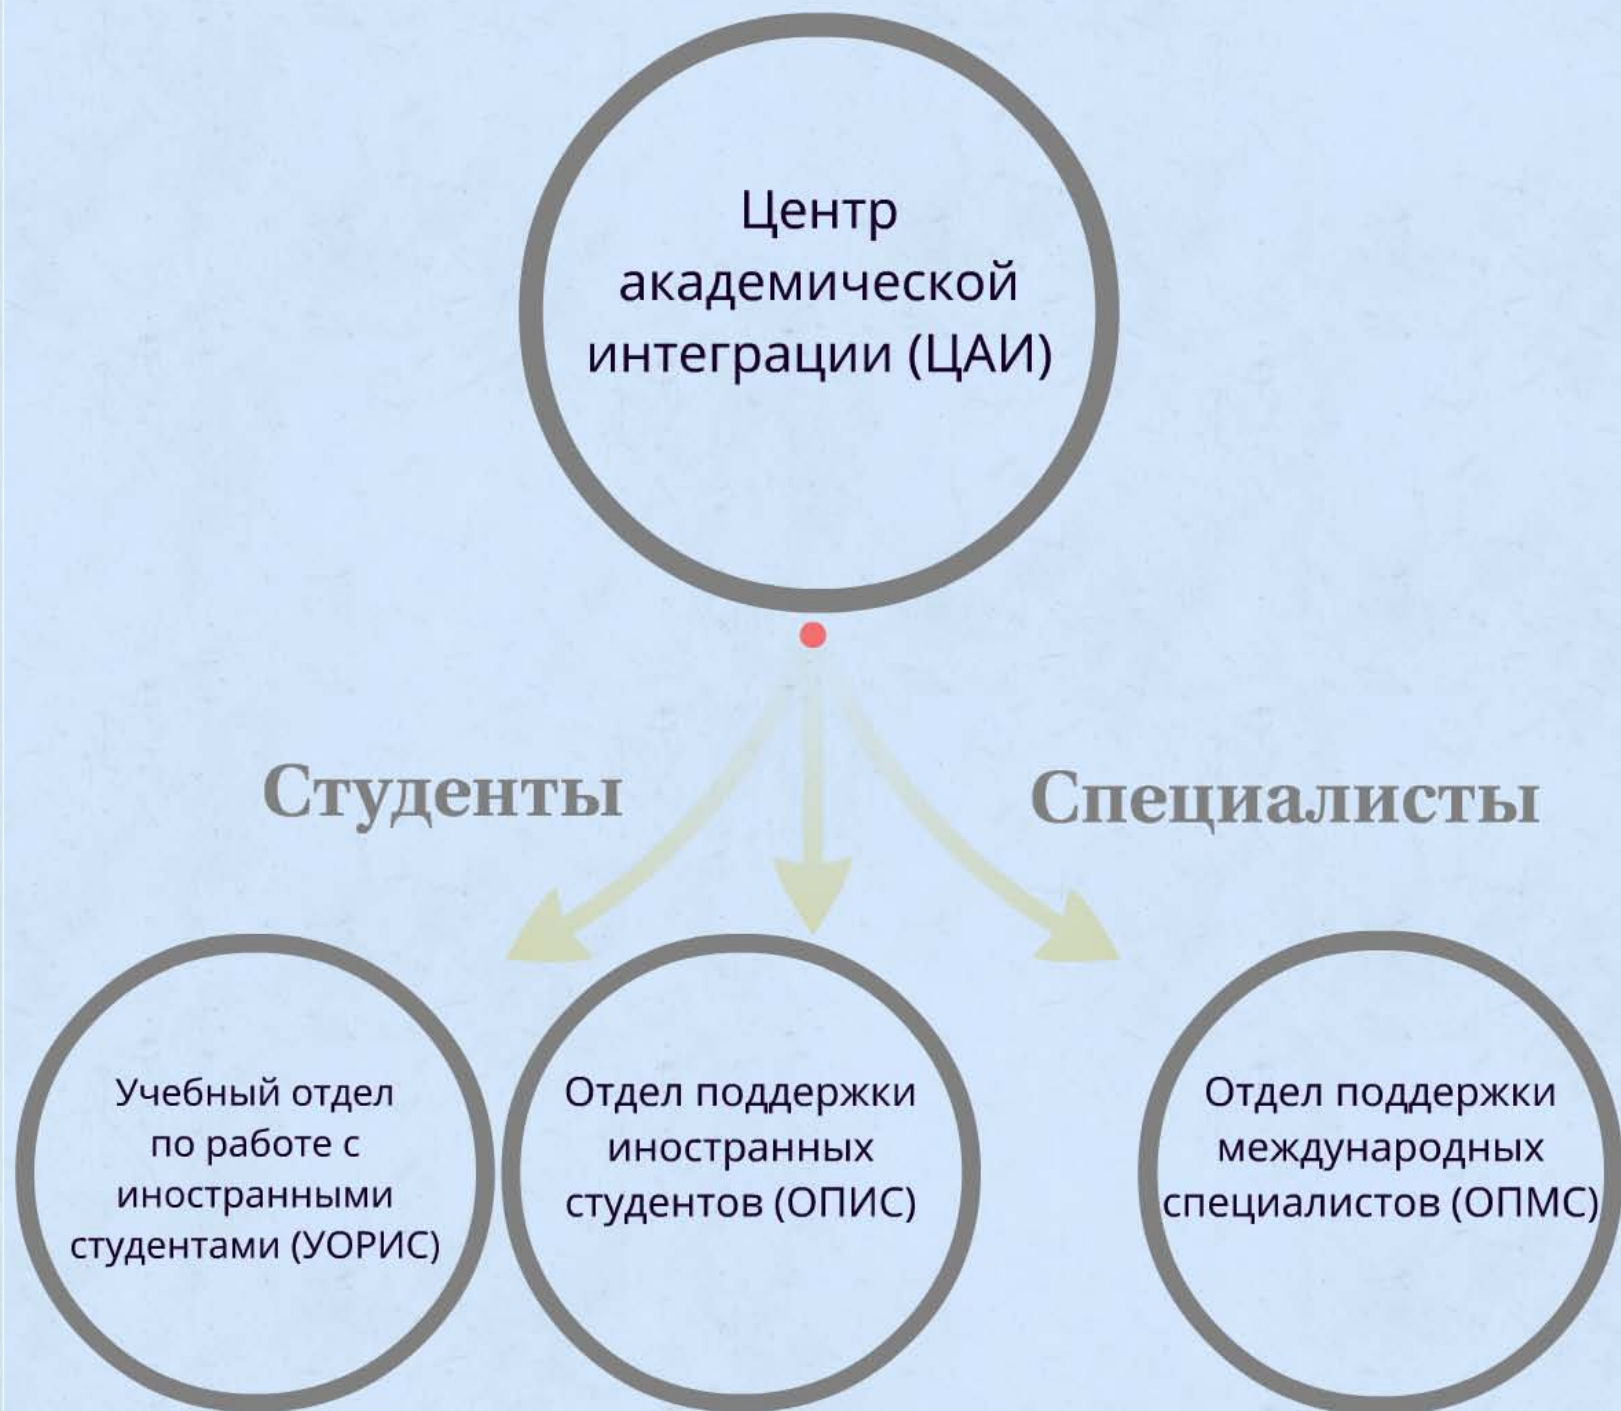 Центр
академической
интеграции (ЦАИ)
Студенты
Специалисты
Учебный отдел
по работе с
иностранными
студентами (УОРИС)
Отдел поддержки
иностранных
студентов (ОПИС)
Отдел поддержки
международных
специалистов (ОПМС)